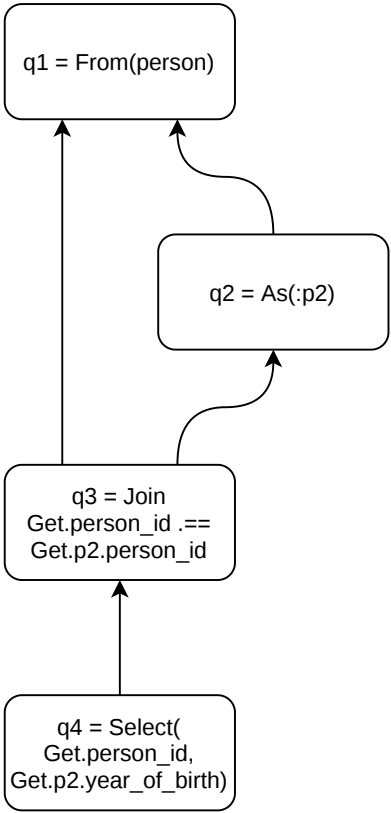 q1 = From(person)
q2 = As(:p2)
q3 = Join
Get.person_id .==
Get.p2.person_id
q4 = Select(
Get.person_id,
Get.p2.year_of_birth)